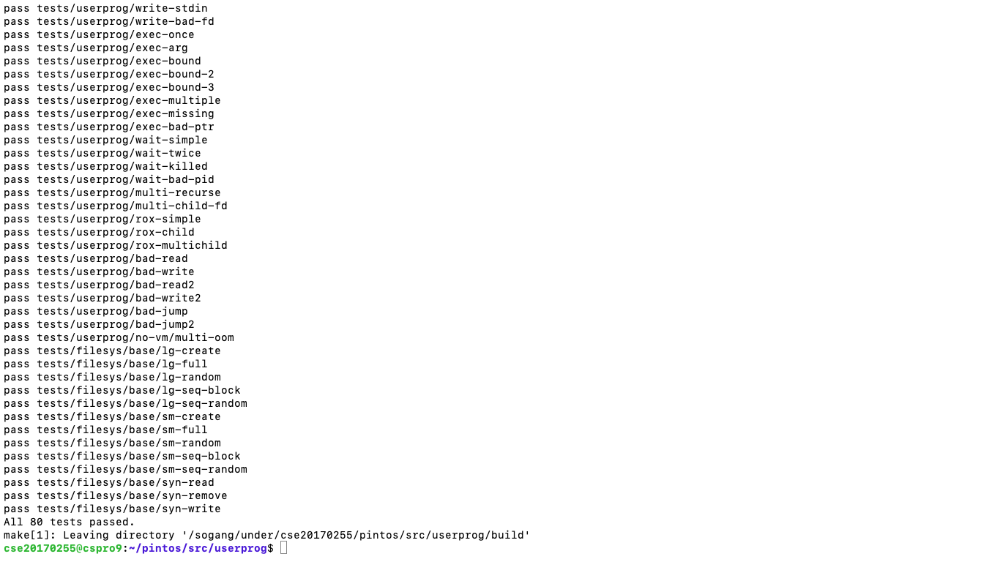 pass tests/userprog/write-stdin
pass tests/userprog/write-bad-fd
pass tests/userprog/exec-once
pass tests/userprog/exec-arg
pass tests/userprog/exec-bound
pass tests/userprog/exec-bound-2
pass tests/userprog/exec-bound-3
pass tests/userprog/exec-multiple
pass tests/userprog/exec-missing
pass tests/userprog/exec-bad-ptr
pass tests/userprog/wait-simple
pass tests/userprog/wait-twice
pass tests/userprog/wait-killed
pass tests/userprog/wait-bad-pid
pass tests/userprog/multi-recurse
pass tests/userprog/multi-child-fd
pass tests/userprog/rox-simple
pass tests/userprog/rox-child
pass tests/userprog/rox-multichild
pass tests/userprog/bad-read
pass tests/userprog/bad-write
pass tests/userprog/bad-read2
pass tests/userprog/bad-write2
pass tests/userprog/bad-jump
pass tests/userprog/bad-jump2
pass tests/userprog/no-vm/multi-oom
pass tests/filesys/base/lg-create
pass tests/filesys/base/lg-full
pass tests/filesys/base/lg-random
pass tests/filesys/base/lg-seq-block
pass tests/filesys/base/lg-seq-random
pass tests/filesys/base/sm-create
pass tests/filesys/base/sm-full
pass tests/filesys/base/sm-random
pass tests/filesys/base/sm-seq-block
pass tests/filesys/base/sm-seq-random
pass tests/filesys/base/syn-read
pass tests/filesys/base/syn-remove
pass tests/filesys/base/syn-write
All 80 tests passed.
make[1]: Leaving directory '/sogang/under/cse20170255/pintos/src/userprog/build'
cse20170255@cspro9:~/pintos/src/userprog$